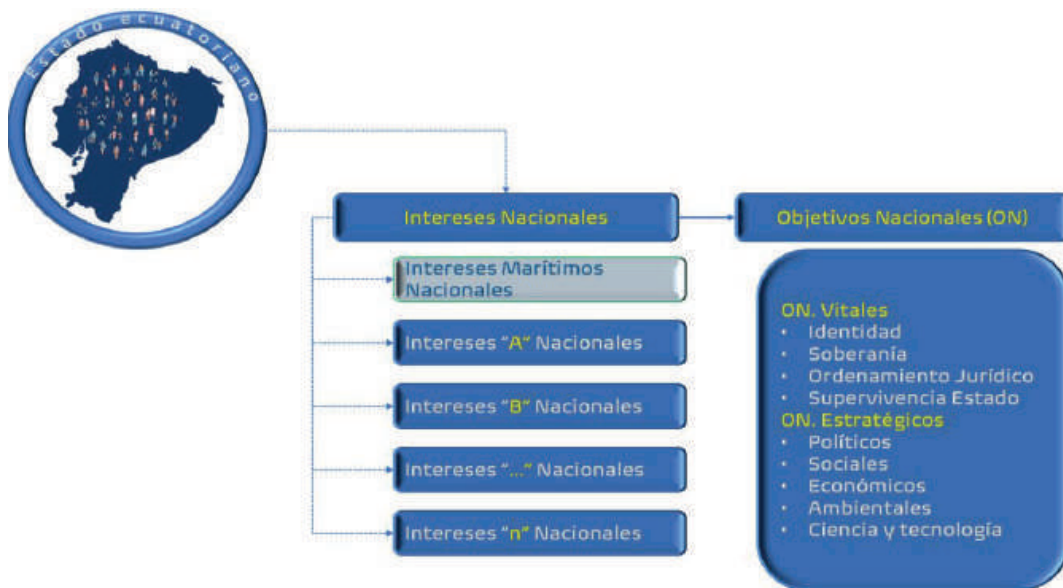 Estado ecuatoriano
Intereses Nacionales
Objetivos Nacionales (ON)
Intereses Marítimos
Nacionales
Intereses "A" Nacionales
Intereses "B" Nacionales
Intereses "..." Nacionales
Intereses "n" Nacionales
ON. Vitales
• Identidad
• Soberanía
• Ordenamiento Jurídico
• Supervivencia Estado
ON. Estratégicos
• Políticos
• Sociales
• Económicos
• Ambientales
• Ciencia y tecnología